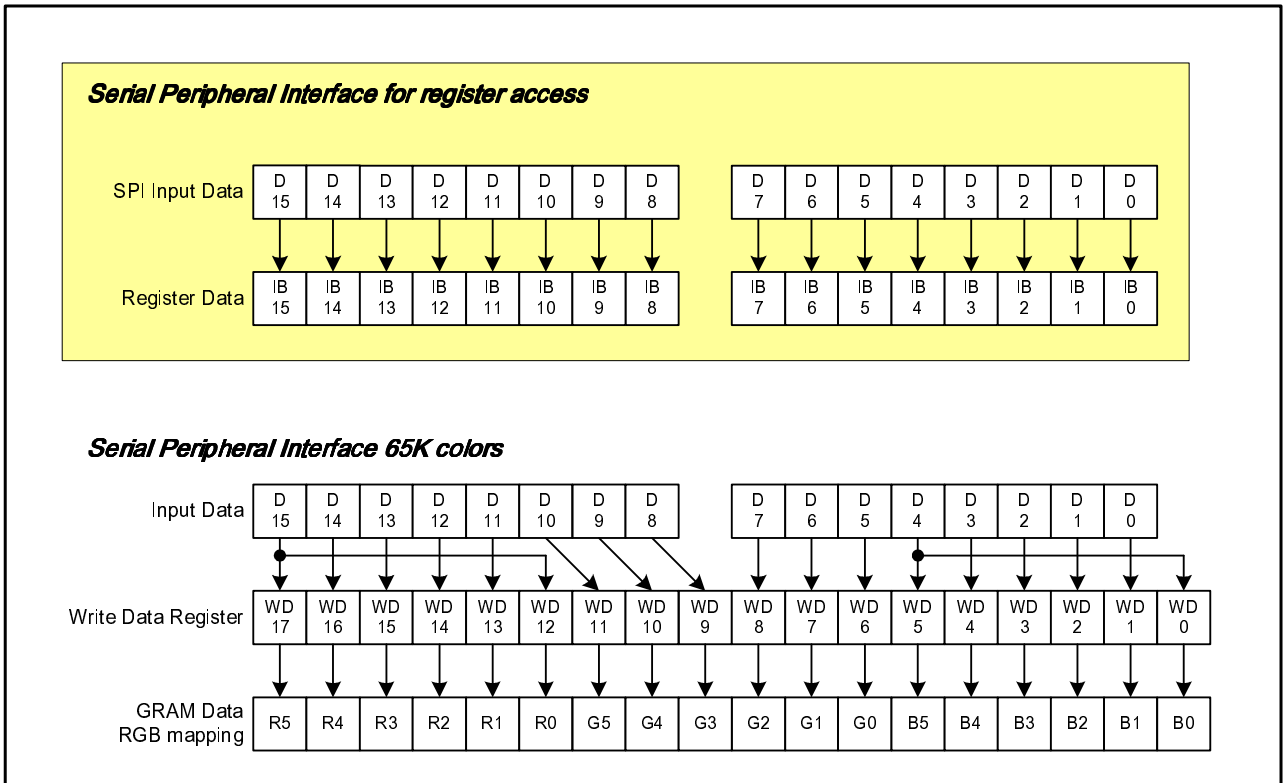 Serial Peripheral Interface for register access
SPI Input Data D 15 D 14 D 13 D 12 D 11 D 10 D 9 D 8 D 7 D 6 D 5 D 4 D 3 D 2 D 1 D 0
Register Data IB 15 IB 14 IB 13 IB 12 IB 11 IB 10 IB 9 IB 8 IB 7 IB 6 IB 5 IB 4 IB 3 IB 2 IB 1 IB 0
Serial Peripheral Interface 65K colors
Input Data D 15 D 14 D 13 D 12 D 11 D 10 D 9 D 8 D 7 D 6 D 5 D 4 D 3 D 2 D 1 D 0
Write Data Register WD 17 WD 16 WD 15 WD 14 WD 13 WD 12 WD 11 WD 10 WD 9 WD 8 WD 7 WD 6 WD 5 WD 4 WD 3 WD 2 WD 1 WD 0
GRAM Data
RGB mapping R5 R4 R3 R2 R1 R0 G5 G4 G3 G2 G1 G0 B5 B4 B3 B2 B1 B0